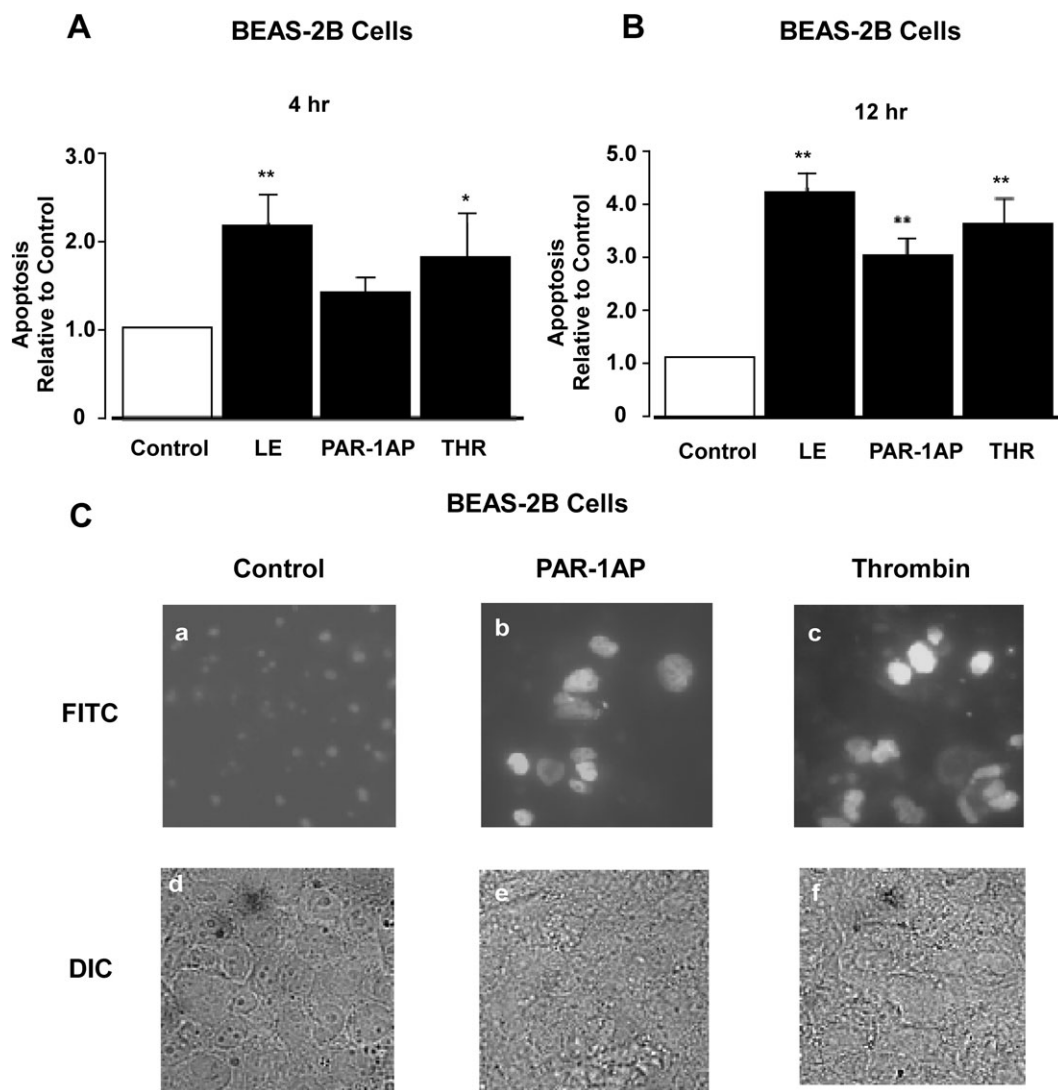 A
BEAS-2B Cells
4 hr
Apoptosis
Relative to Control
3.0
2.0
1.0
0
**
*
Control
LE
PAR-1AP
THR
B
BEAS-2B Cells
12 hr
Apoptosis
Relative to Control
5.0
4.0
3.0
2.0
1.0
0
**
**
**
Control
LE
PAR-1AP
THR
C
BEAS-2B Cells
Control
PAR-1AP
Thrombin
FITC
a
b
c
DIC
d
e
f